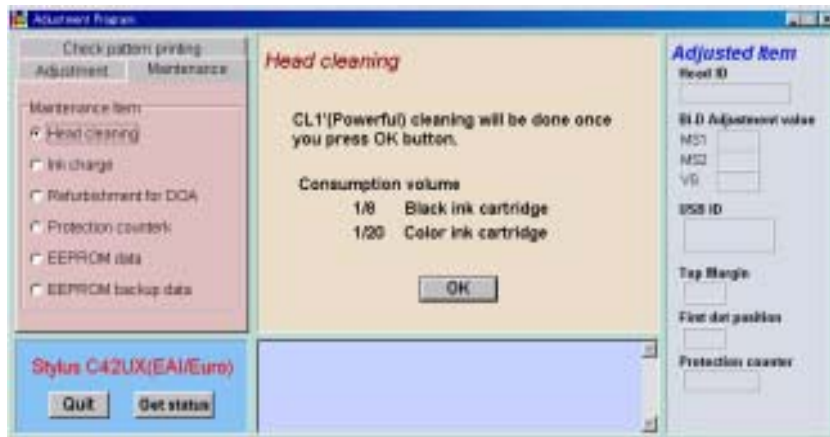 Adjustment Program
Check pattern printing
Adjustment Maintenance
Maintenance Item
Head cleaning
Ink charge
Refurbishment for DOA
Protection counterk
EEPROM data
EEPROM backup data
Stylus C42UX(EAI/Euro)
Quit Get status
Head cleaning
CL1'(Powerful) cleaning will be done once
you press OK button.
Consumption volume
1/8 Black ink cartridge
1/20 Color ink cartridge
OK
Adjusted Item
Head ID
Bi-D Adjustment value
MS1
MS2
VS
USB ID
Top Margin
First dot position
Protection counter